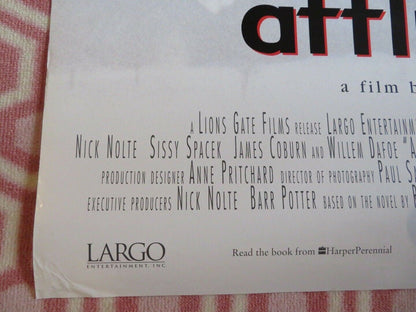 affl
a film b
A LIONS GATE FILMS RELEASE LARGO ENTERTAINM
NICK NOLTE SISSY SPACEK JAMES COBURN AND WILLEM DAFOE "A
PRODUCTION DESIGNER ANNE PRITCHARD DIRECTOR OF PHOTOGRAPHY PAUL SA
EXECUTIVE PRODUCERS NICK NOLTE BARR POTTER BASED ON THE NOVEL BY
LARGO
ENTERTAINMENT, INC
Read the book from HarperPerennial